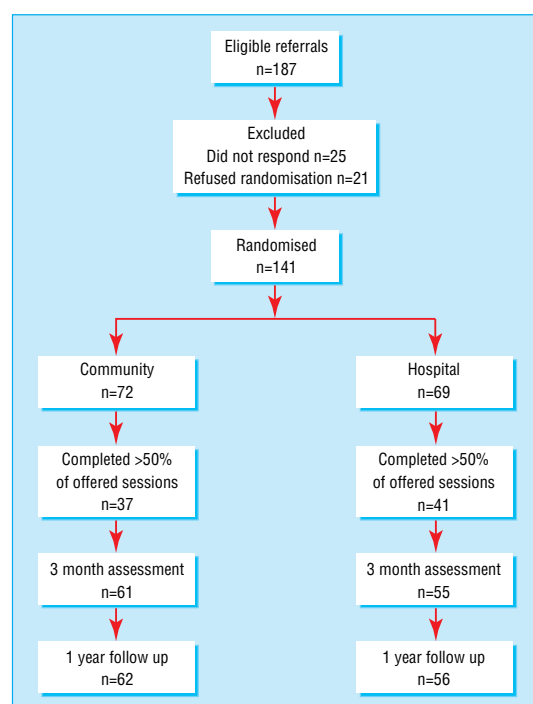 Eligible referrals
n=187
Excluded
Did not respond n=25
Refused randomisation n=21
Randomised
n=141
Community
n=72
Hospital
n=69
Completed >50%
of offered sessions
n=37
Completed >50%
of offered sessions
n=41
3 month assessment
n=61
3 month assessment
n=55
1 year follow up
n=62
1 year follow up
n=56